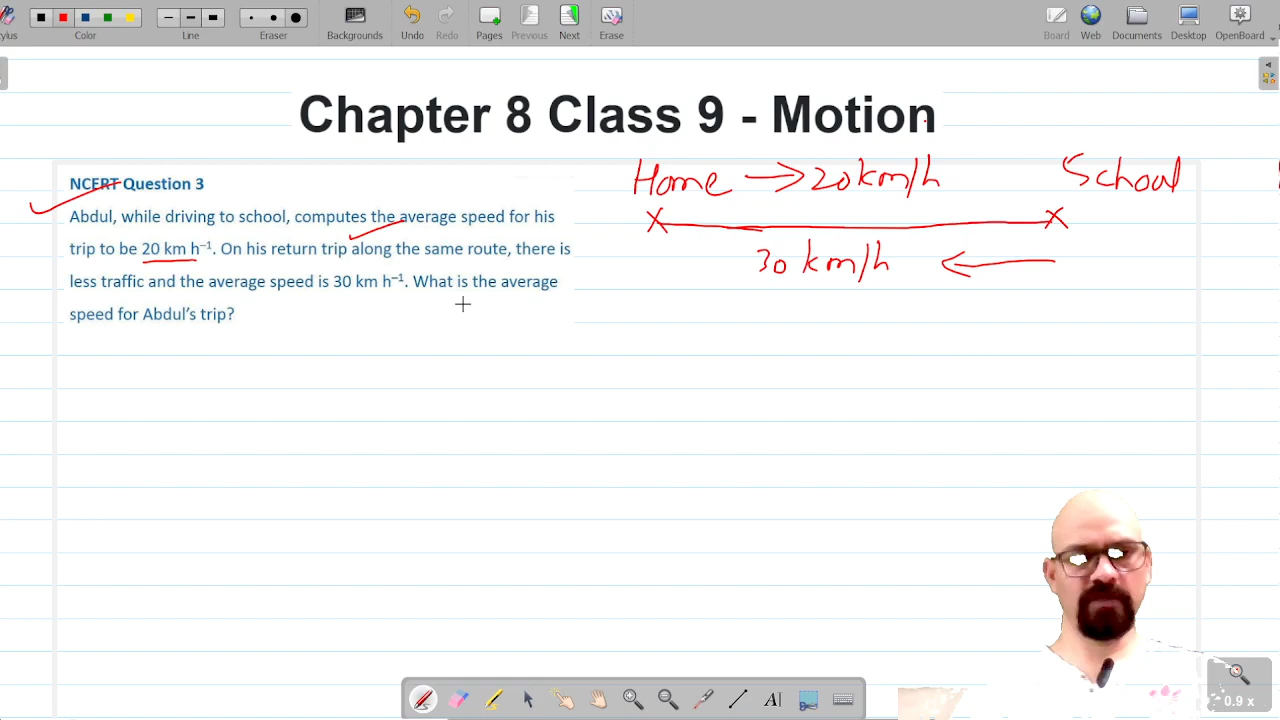 ylus
Color
Line
Eraser
Backgrounds
Undo
Redo
Pages
Previous
Next
Erase
Board
Web
Documents
Desktop
OpenBoard
Chapter 8 Class 9 - Motion
NCERT Question 3
Abdul, while driving to school, computes the average speed for his
trip to be 20 km h⁻¹. On his return trip along the same route, there is
less traffic and the average speed is 30 km h⁻¹. What is the average
speed for Abdul's trip?
Home → 20 km/h School
30 km/h ←
A
0.9 x